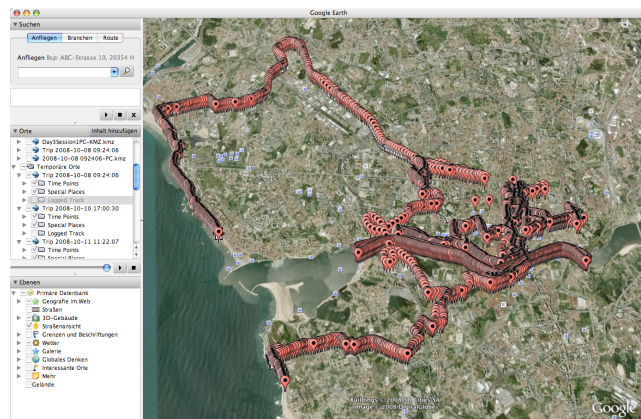 Google Earth
Suchen
Anfliegen Branchen Route
Anfliegen Bsp: ABC-Strasse 19, 20354 H
Orte
Inhalt hinzufügen
Day3Session1PC-KMZ.kmz
Trip 2008-10-08 09:24:06
2008-10-08 092406-PC.kmz
Temporäre Orte
Trip 2008-10-08 09:24:06
Time Points
Special Places
Logged Track
Trip 2008-10-10 17:00:30
Time Points
Special Places
Logged Track
Trip 2008-10-11 11:22:07
Time Points
Special Places
Ebenen
Primäre Datenbank
Geografie im Web
Straßen
3D-Gebäude
Straßenansicht
Grenzen und Beschriftungen
Wetter
Galerie
Globales Denken
Interessante Orte
Mehr
Gelände
Image © 2008 DigitalGlobe
Google